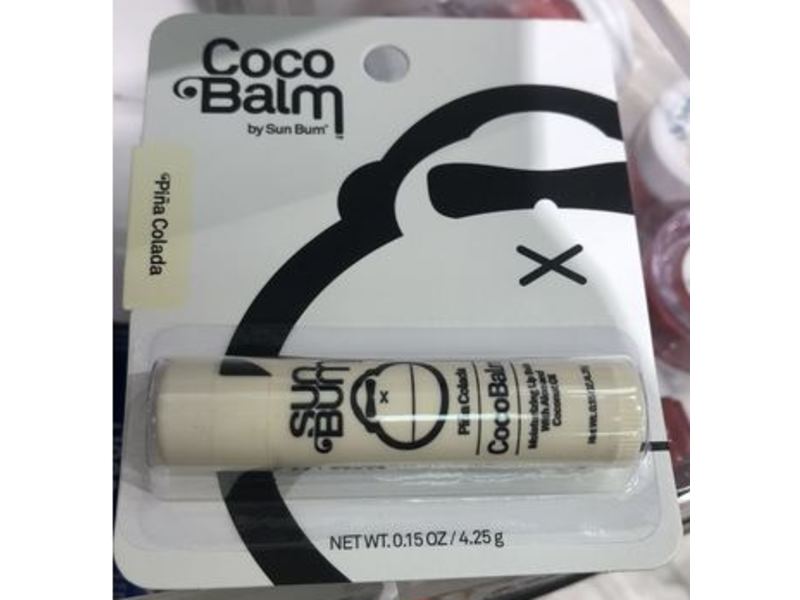 Coco
Balm
by Sun Bum™
Piña Colada
SUN
BUM
Piña Colada
CocoBalm
Moisturizing Lip Balm
With Aloe and
Coconut Oil
NET WT. 0.15 OZ / 4.25 g